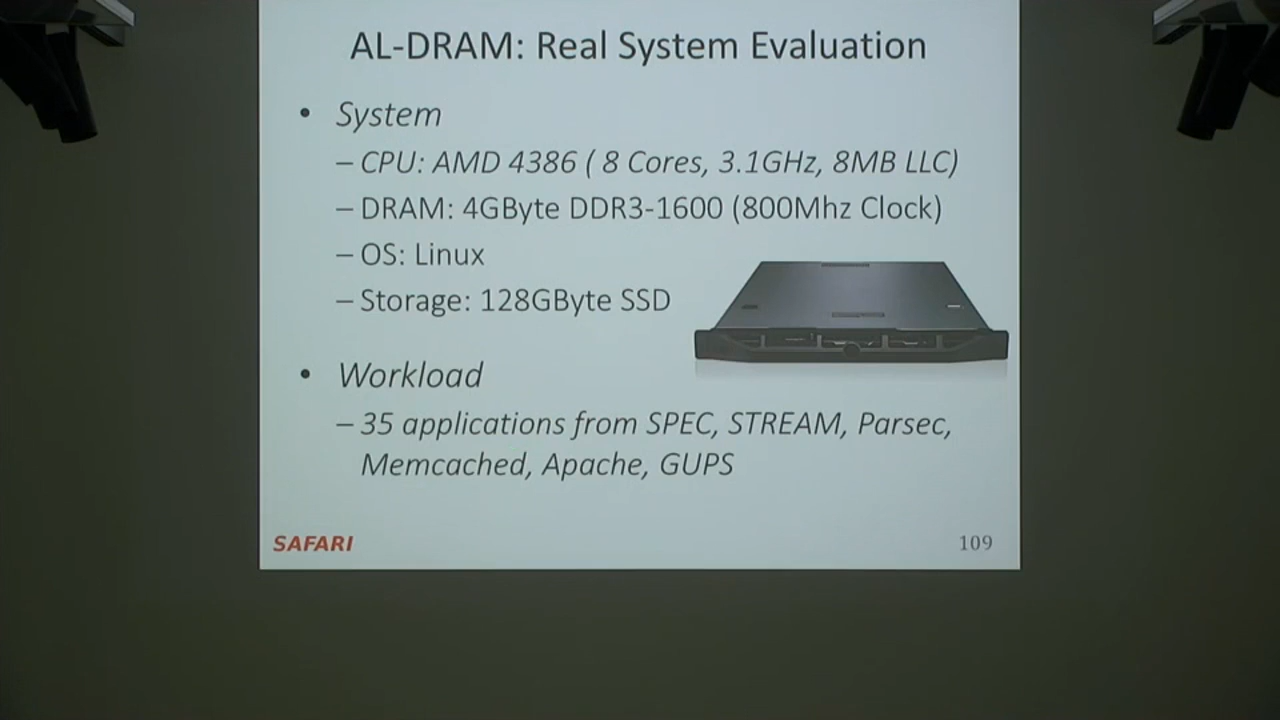 AL-DRAM: Real System Evaluation
• System
– CPU: AMD 4386 ( 8 Cores, 3.1GHz, 8MB LLC)
– DRAM: 4GByte DDR3-1600 (800Mhz Clock)
– OS: Linux
– Storage: 128GByte SSD
• Workload
– 35 applications from SPEC, STREAM, Parsec,
Memcached, Apache, GUPS
SAFARI
109